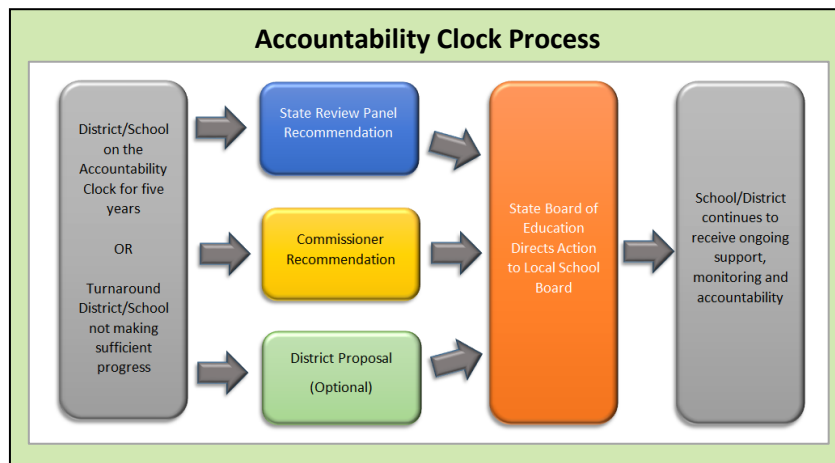 Accountability Clock Process
District/School
on the
Accountability
Clock for five
years
OR
Turnaround
District/School
not making
sufficient
progress
State Review Panel
Recommendation
Commissioner
Recommendation
District Proposal
(Optional)
State Board of
Education
Directs Action
to Local School
Board
School/District
continues to
receive ongoing
support,
monitoring and
accountability